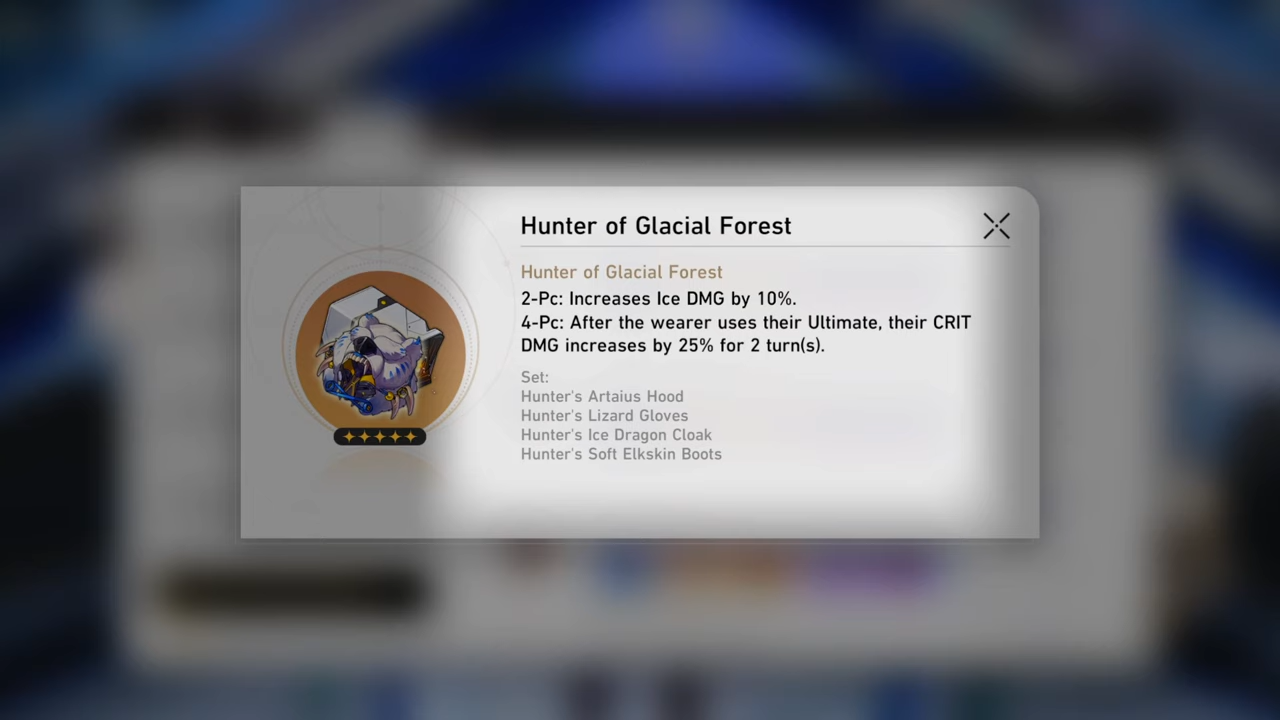 Hunter of Glacial Forest
Hunter of Glacial Forest
2-Pc: Increases Ice DMG by 10%.
4-Pc: After the wearer uses their Ultimate, their CRIT
DMG increases by 25% for 2 turn(s).
Set:
Hunter's Artaius Hood
Hunter's Lizard Gloves
Hunter's Ice Dragon Cloak
Hunter's Soft Elkskin Boots